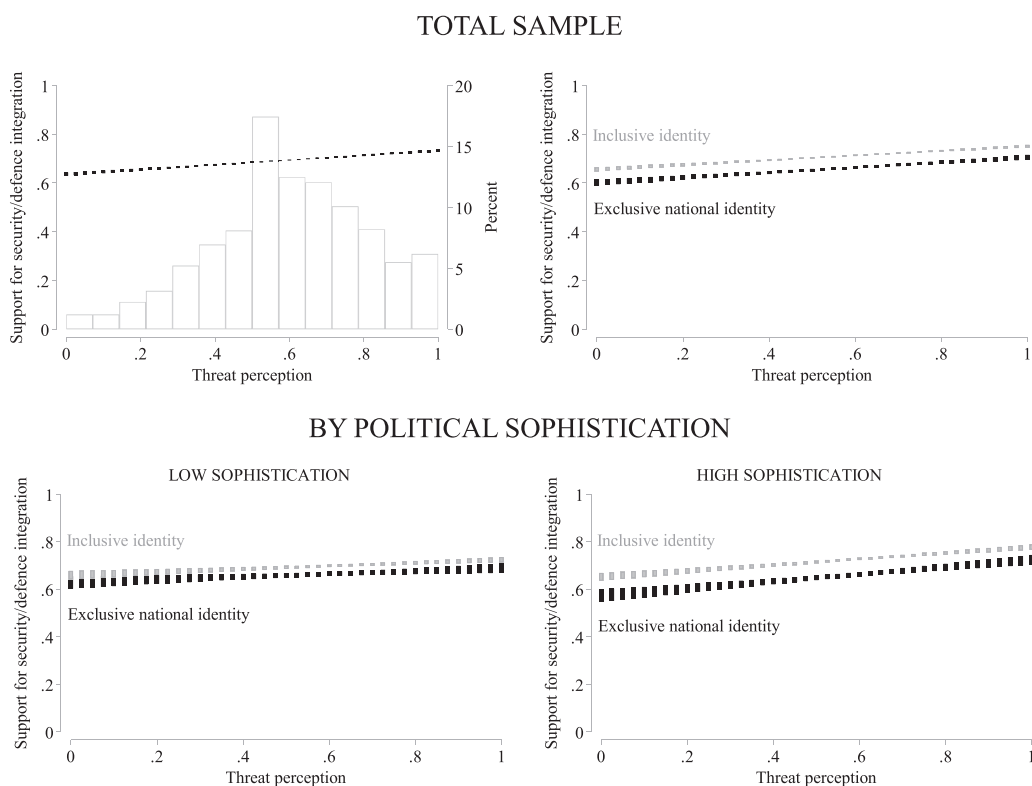 TOTAL SAMPLE
Support for security/defence integration
1
.8
.6
.4
.2
0
20
15
10
5
0
Percent
0 .2 .4 .6 .8 1
Threat perception
Support for security/defence integration
1
.8
.6
.4
.2
0
Inclusive identity
Exclusive national identity
0 .2 .4 .6 .8 1
Threat perception
BY POLITICAL SOPHISTICATION
LOW SOPHISTICATION
Support for security/defence integration
1
.8
.6
.4
.2
0
Inclusive identity
Exclusive national identity
0 .2 .4 .6 .8 1
Threat perception
HIGH SOPHISTICATION
Support for security/defence integration
1
.8
.6
.4
.2
0
Inclusive identity
Exclusive national identity
0 .2 .4 .6 .8 1
Threat perception